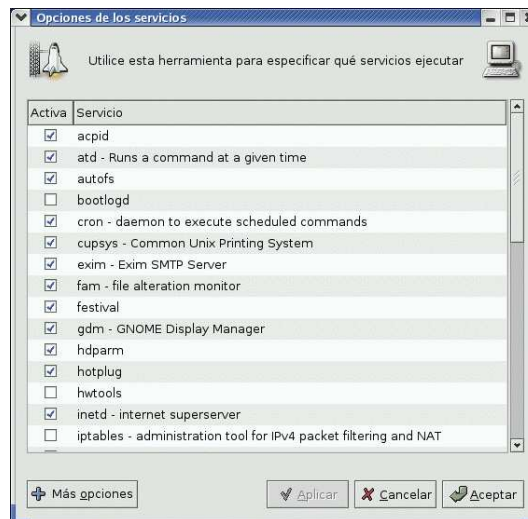 Opciones de los servicios
Utilice esta herramienta para especificar qué servicios ejecutar
Activa Servicio
acpid
atd - Runs a command at a given time
autofs
bootlogd
cron - daemon to execute scheduled commands
cupsys - Common Unix Printing System
exim - Exim SMTP Server
fam - file alteration monitor
festival
gdm - GNOME Display Manager
hdparm
hotplug
hwtools
inetd - internet superserver
iptables - administration tool for IPv4 packet filtering and NAT
Más opciones Aplicar Cancelar Aceptar